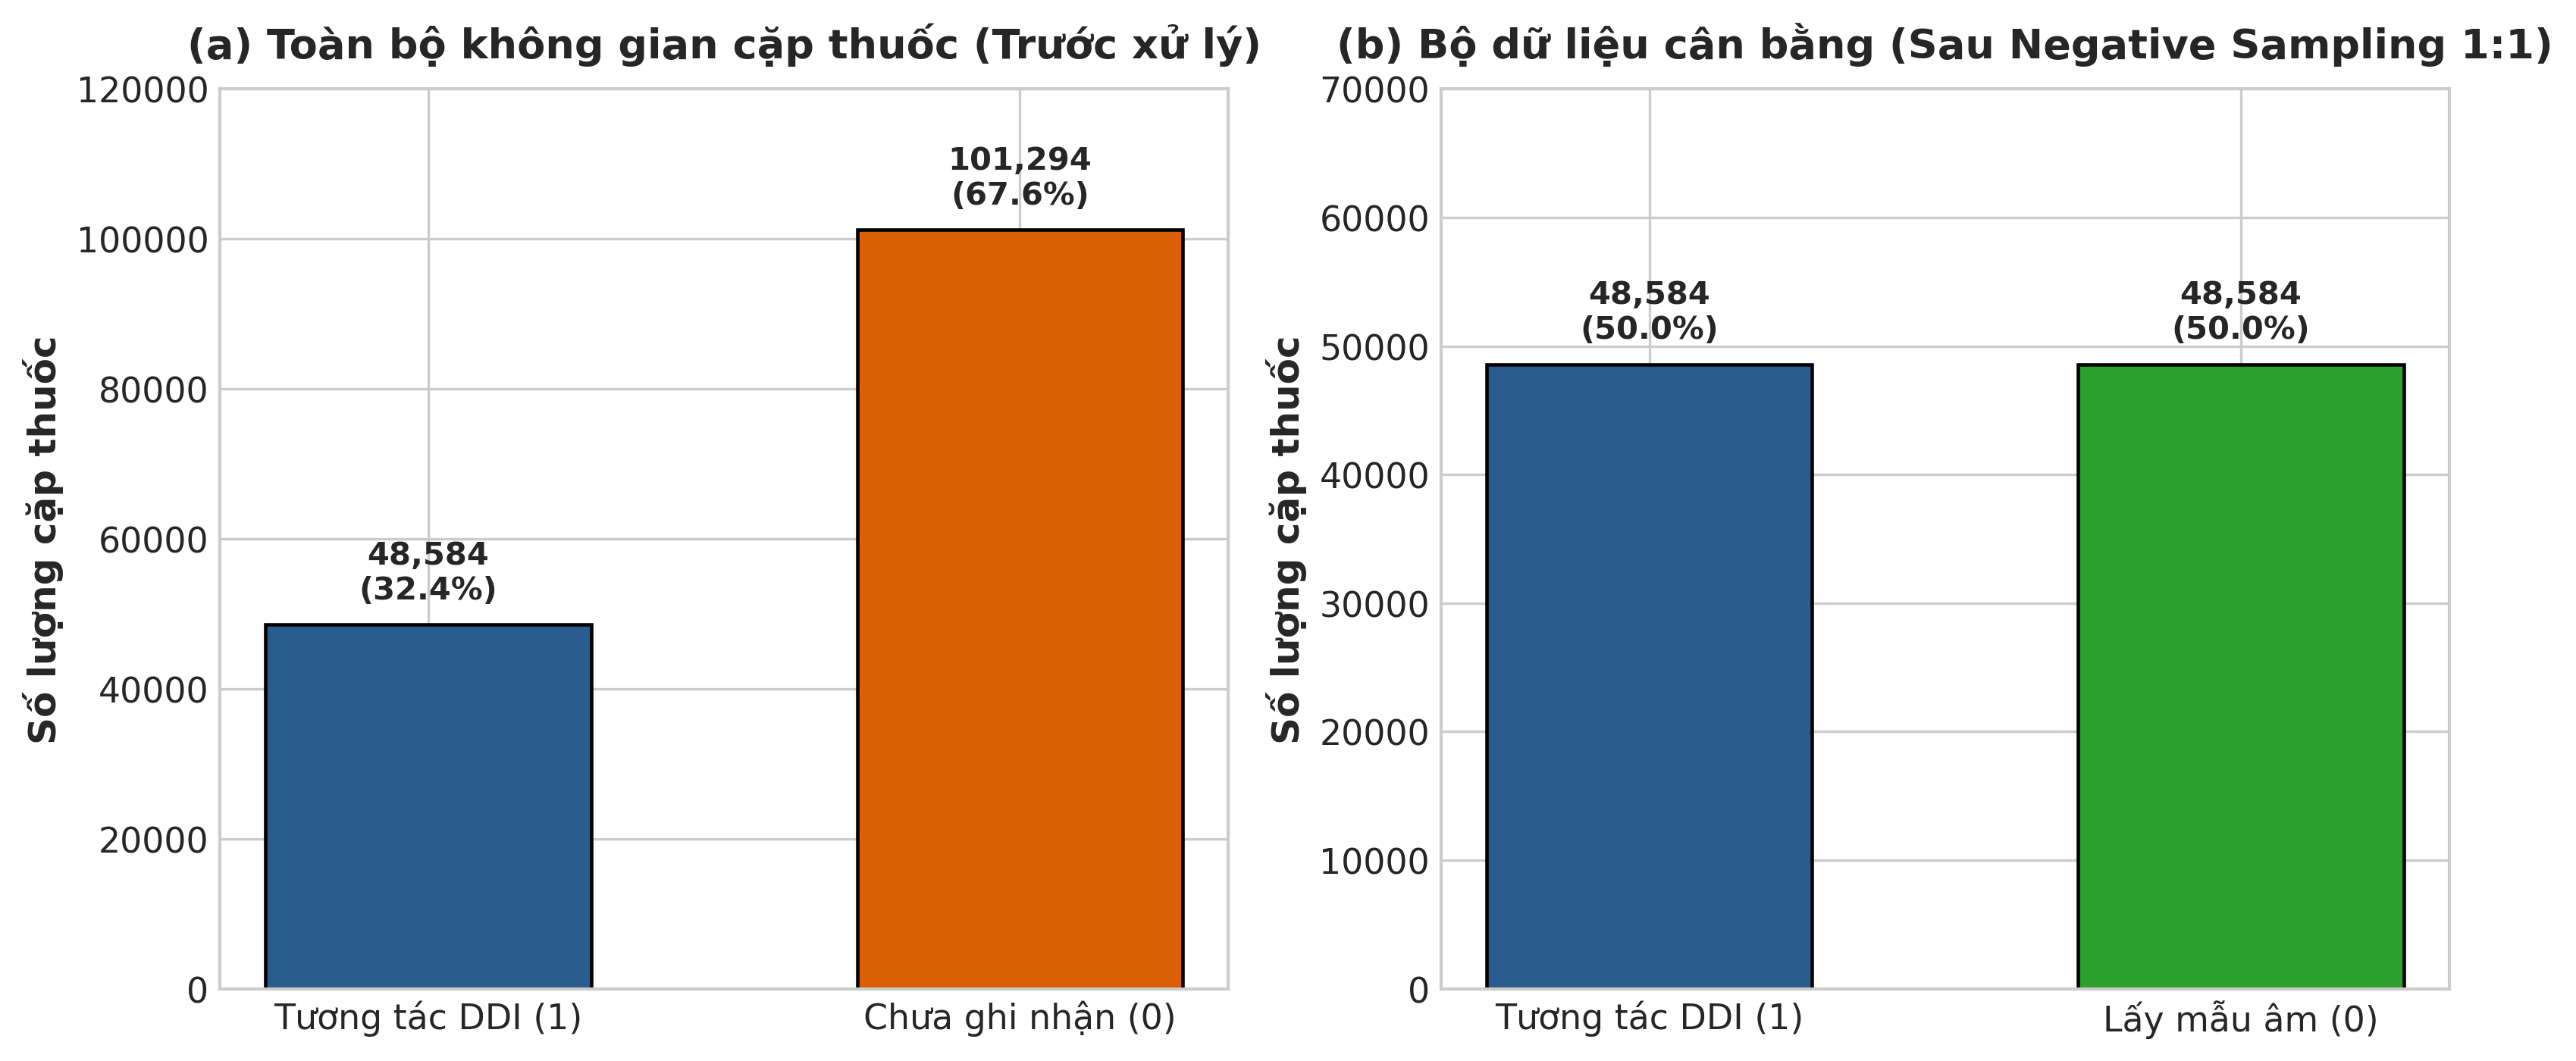 (a) Toàn bộ không gian cặp thuốc (Trước xử lý)
Số lượng cặp thuốc
120000
100000
80000
60000
40000
20000
0
48,584
(32.4%)
101,294
(67.6%)
Tương tác DDI (1)
Chưa ghi nhận (0)
(b) Bộ dữ liệu cân bằng (Sau Negative Sampling 1:1)
Số lượng cặp thuốc
70000
60000
50000
40000
30000
20000
10000
0
48,584
(50.0%)
48,584
(50.0%)
Tương tác DDI (1)
Lấy mẫu âm (0)